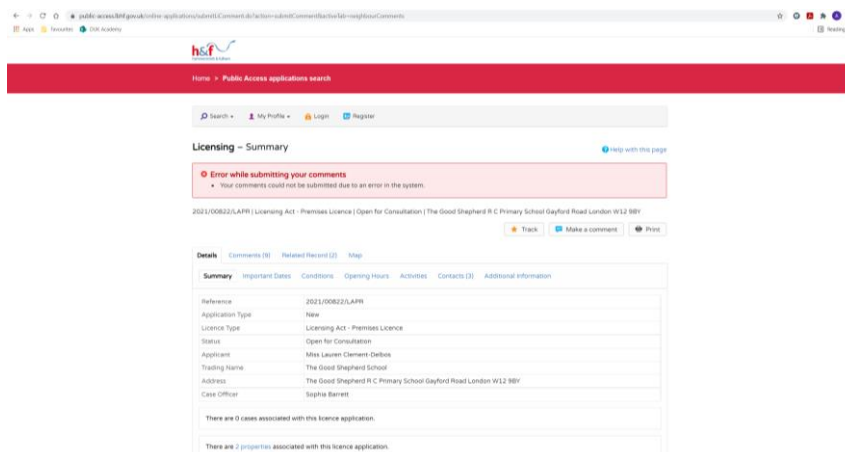 public-access.lbhf.gov.uk/online-applications/submitLComment.do?action=submitComment&activeTab=neighbourComments
Apps Favourites Academy Reading
h&f
Home > Public Access applications search
Search My Profile Login Register
Licensing – Summary
Help with this page
Error while submitting your comments
Your comments could not be submitted due to an error in the system.
2021/00822/LAPR | Licensing Act - Premises Licence | Open for Consultation | The Good Shepherd R C Primary School Gayford Road London W12 9BY
Track Make a comment Print
Details Comments (9) Related Record (2) Map
Summary Important Dates Conditions Opening Hours Activities Contacts (3) Additional Information
Reference 2021/00822/LAPR
Application Type New
Licence Type Licensing Act - Premises Licence
Status Open for Consultation
Applicant Miss Lauren Clement-Delbos
Trading Name The Good Shepherd School
Address The Good Shepherd R C Primary School Gayford Road London W12 9BY
Case Officer Sophia Barrett
There are 0 cases associated with this licence application.
There are 2 properties associated with this licence application.